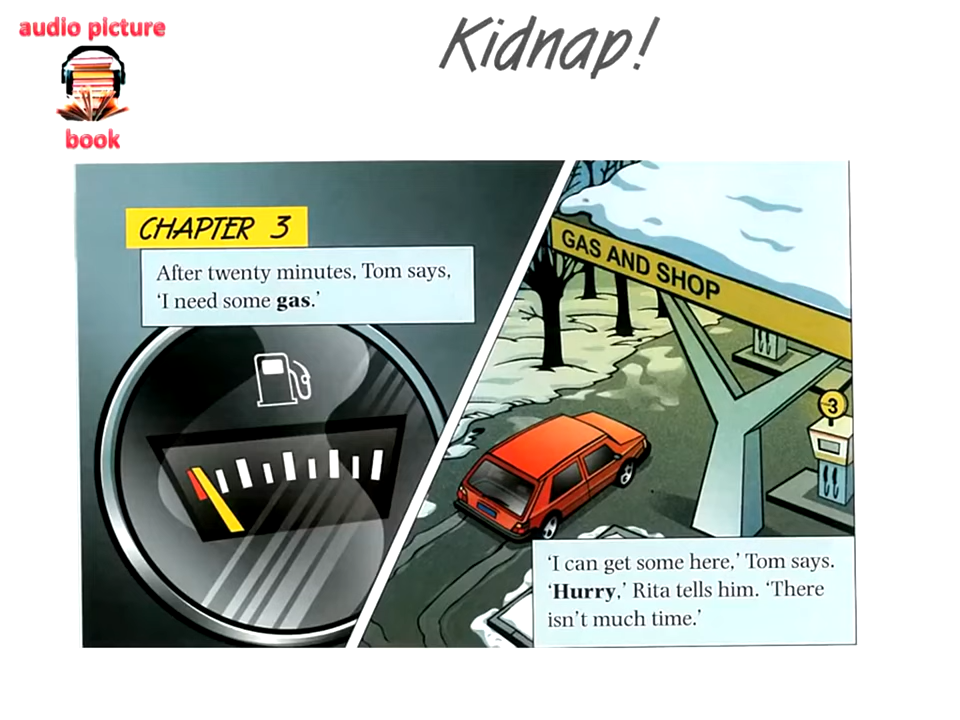 audio picture
book
Kidnap!
CHAPTER 3
After twenty minutes, Tom says,
‘I need some gas.’
GAS AND SHOP
3
‘I can get some here,’ Tom says.
‘Hurry,’ Rita tells him. ‘There
isn’t much time.’